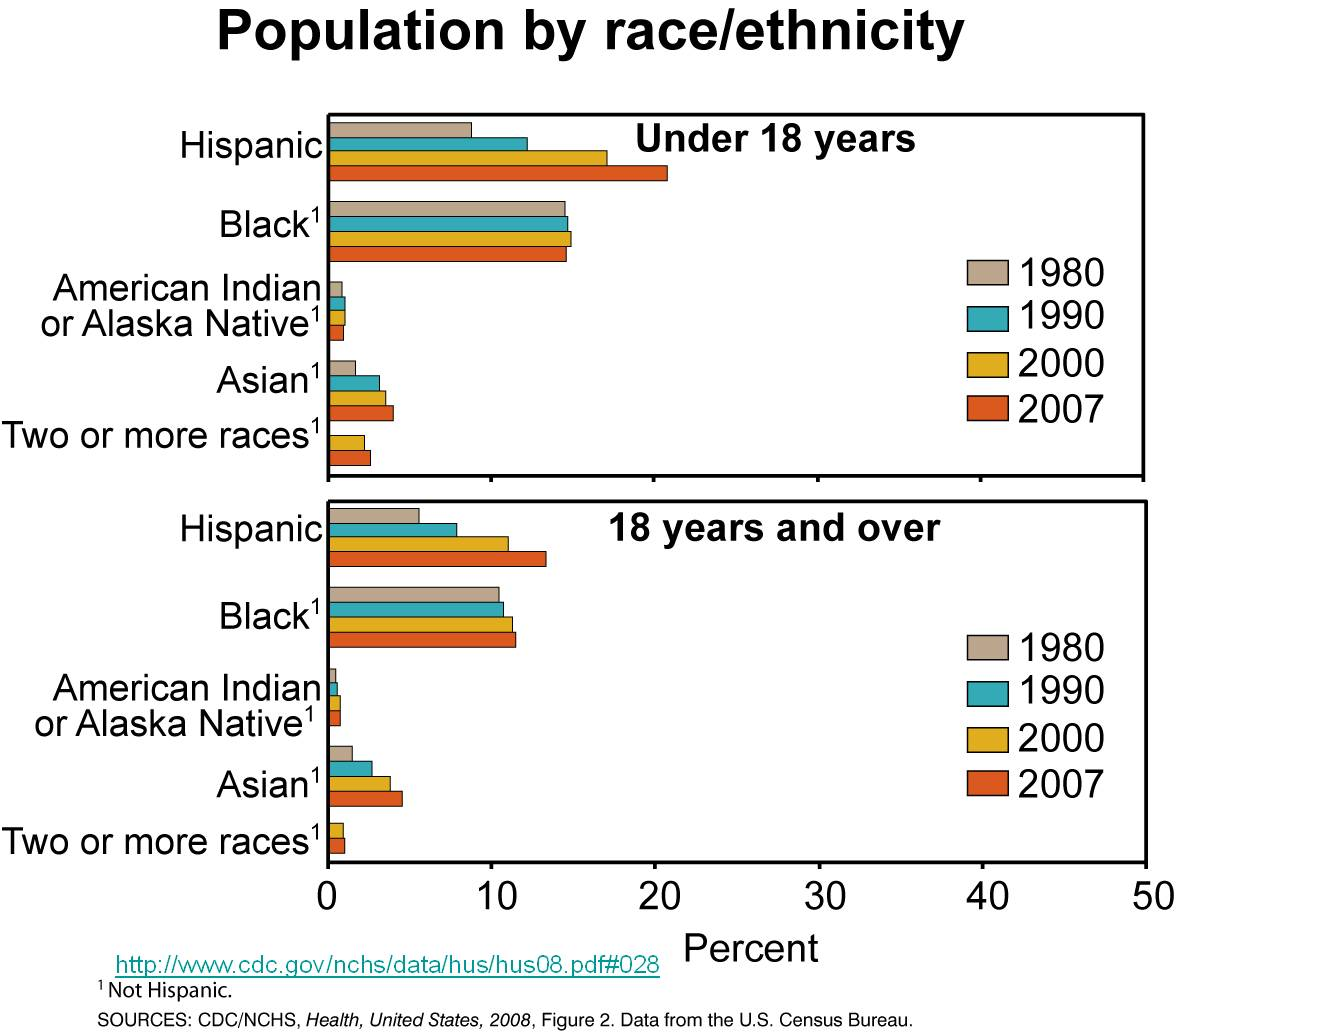 Population by race/ethnicity
Under 18 years
Hispanic
Black¹
American Indian
or Alaska Native¹
Asian¹
Two or more races¹
1980
1990
2000
2007
18 years and over
Hispanic
Black¹
American Indian
or Alaska Native¹
Asian¹
Two or more races¹
1980
1990
2000
2007
0 10 20 30 40 50
Percent
http://www.cdc.gov/nchs/data/hus/hus08.pdf#028
¹ Not Hispanic.
SOURCES: CDC/NCHS, Health, United States, 2008, Figure 2. Data from the U.S. Census Bureau.